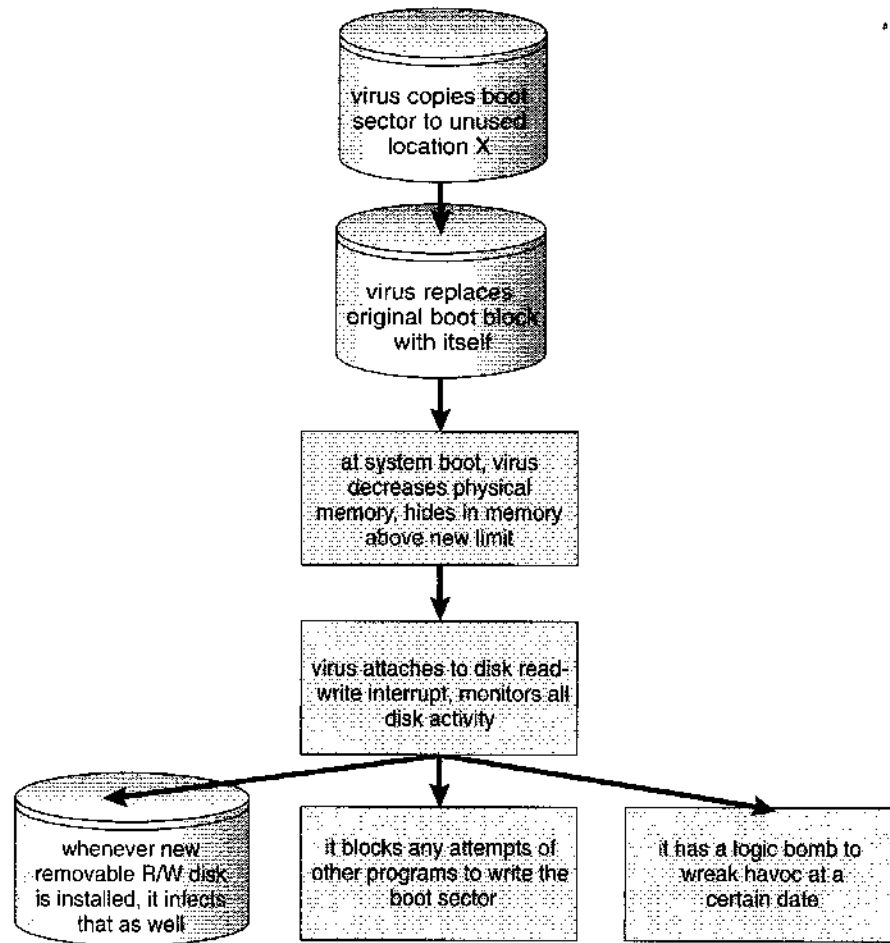 virus copies boot
sector to unused
location X
virus replaces
original boot block
with itself
at system boot, virus
decreases physical
memory, hides in memory
above new limit
virus attaches to disk read-
write interrupt, monitors all
disk activity
whenever new
removable R/W disk
is installed, it infects
that as well
it blocks any attempts of
other programs to write the
boot sector
it has a logic bomb to
wreak havoc at a
certain date